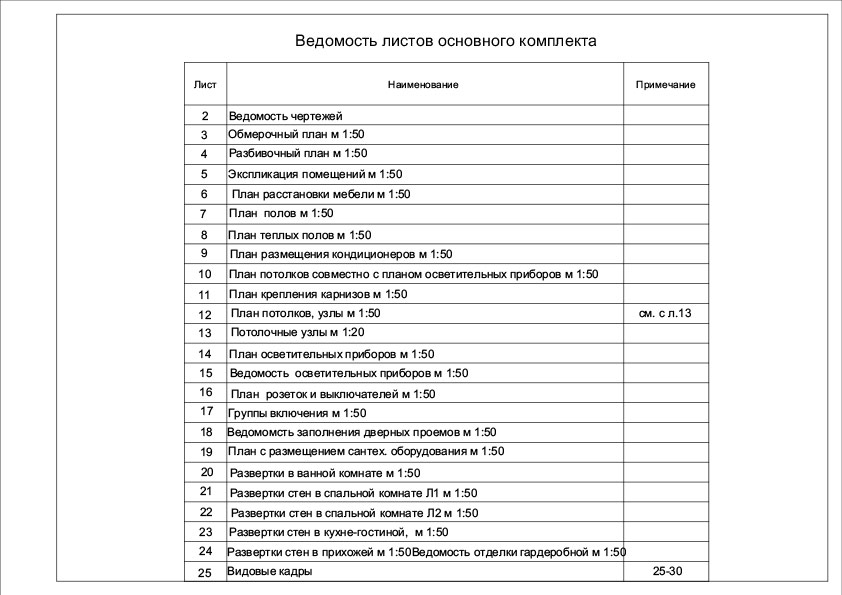 Ведомость листов основного комплекта
Лист Наименование Примечание
2 Ведомость чертежей
3 Обмерочный план м 1:50
4 Разбивочный план м 1:50
5 Экспликация помещений м 1:50
6 План расстановки мебели м 1:50
7 План полов м 1:50
8 План теплых полов м 1:50
9 План размещения кондиционеров м 1:50
10 План потолков совместно с планом осветительных приборов м 1:50
11 План крепления карнизов м 1:50
12 План потолков, узлы м 1:50 см. с л.13
13 Потолочные узлы м 1:20
14 План осветительных приборов м 1:50
15 Ведомость осветительных приборов м 1:50
16 План розеток и выключателей м 1:50
17 Группы включения м 1:50
18 Ведомомсть заполнения дверных проемов м 1:50
19 План с размещением сантех. оборудования м 1:50
20 Развертки в ванной комнате м 1:50
21 Развертки стен в спальной комнате Л1 м 1:50
22 Развертки стен в спальной комнате Л2 м 1:50
23 Развертки стен в кухне-гостиной, м 1:50
24 Развертки стен в прихожей м 1:50Ведомость отделки гардеробной м 1:50
25 Видовые кадры 25-30